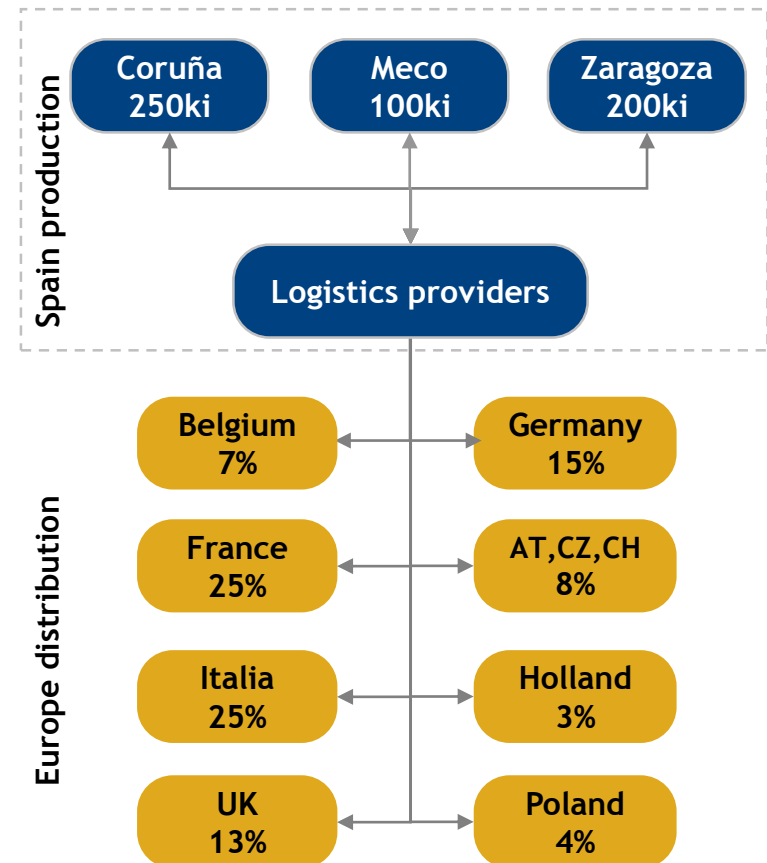 Spain production
Coruña
250ki
Meco
100ki
Zaragoza
200ki
Logistics providers
Europe distribution
Belgium
7%
Germany
15%
France
25%
AT,CZ,CH
8%
Italia
25%
Holland
3%
UK
13%
Poland
4%